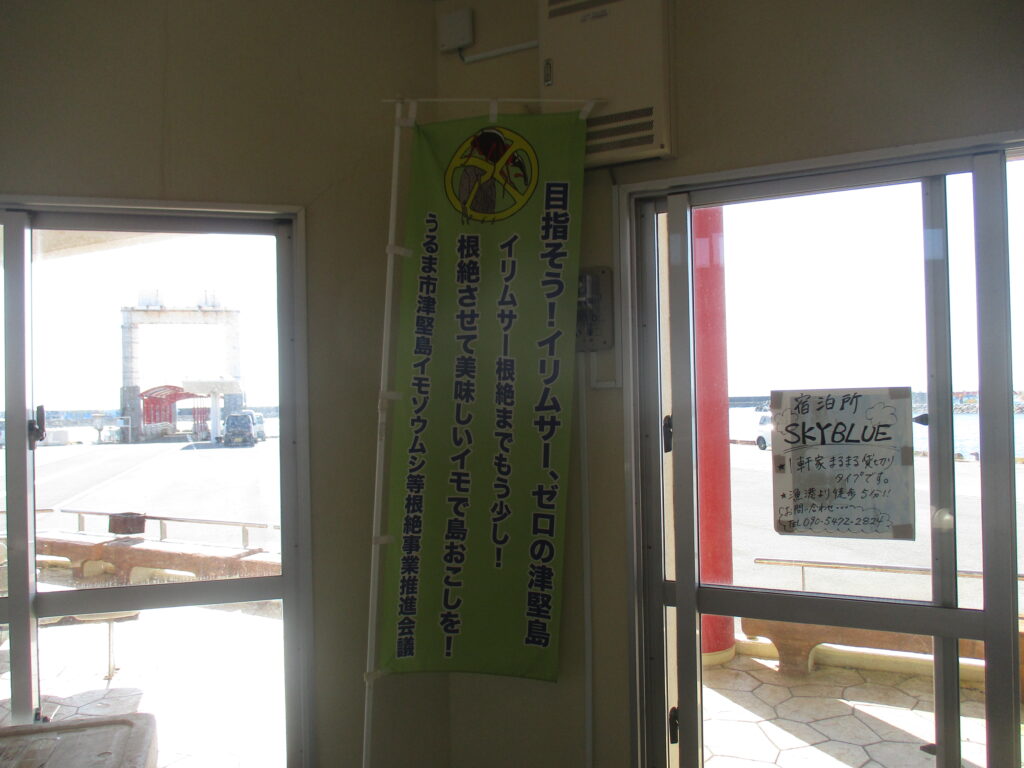 目指そう！イリムサー、ゼロの津堅島
イリムサー根絶までもう少し！
根絶させて美味しいイモで島おこしを！
うるま市津堅島イモゾウムシ等根絶事業推進会議
宿泊所
SKYBLUE
★1軒家まるまる貸し切り
タイプです。
★漁港より徒歩5分!!
お問い合わせ……
TEL 090-5472-2824